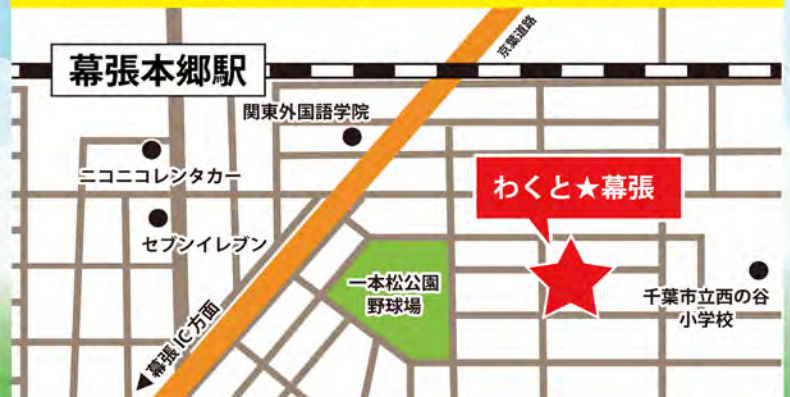 京葉道路
幕張本郷駅
関東外国語学院
ニコニコレンタカー
わくと★幕張
セブンイレブン
一本松公園
野球場
千葉市立西の谷
小学校
◀幕張IC方面